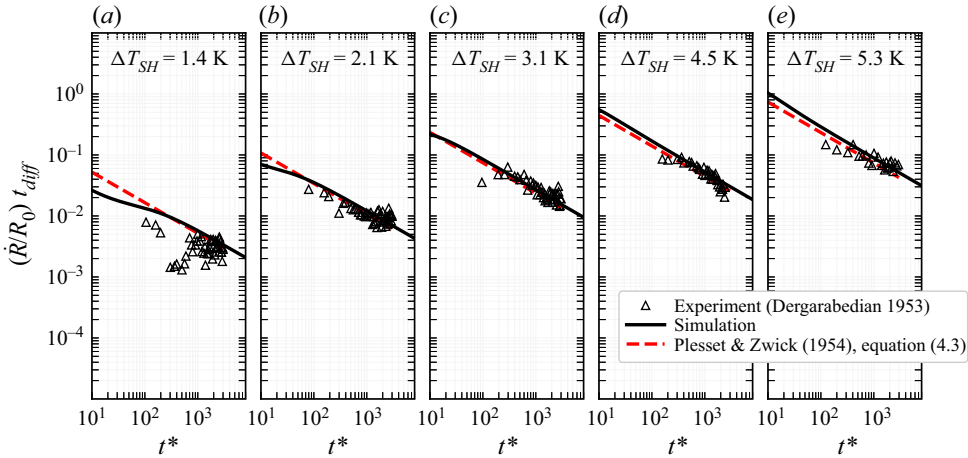 (a) (b) (c) (d) (e)
ΔT_SH = 1.4 K ΔT_SH = 2.1 K ΔT_SH = 3.1 K ΔT_SH = 4.5 K ΔT_SH = 5.3 K
10^0
10^−1
10^−2
10^−3
10^−4
(Ṙ/R_0) t_diff
Experiment (Dergarabedian 1953)
Simulation
Plesset & Zwick (1954), equation (4.3)
10^1 10^2 10^3 10^1 10^2 10^3 10^1 10^2 10^3 10^1 10^2 10^3 10^1 10^2 10^3
t* t* t* t* t*